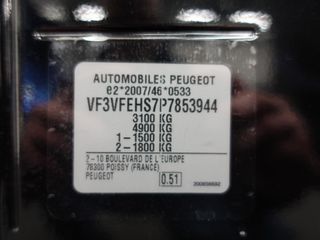 AUTOMOBILES PEUGEOT
e2*2007/46*0533
VF3VFEHS7P7853944
3100 KG
4900 KG
1-1500 KG
2-1800 KG
2-10 BOULEVARD DE L'EUROPE
78300 POISSY (FRANCE)
PEUGEOT
0.51